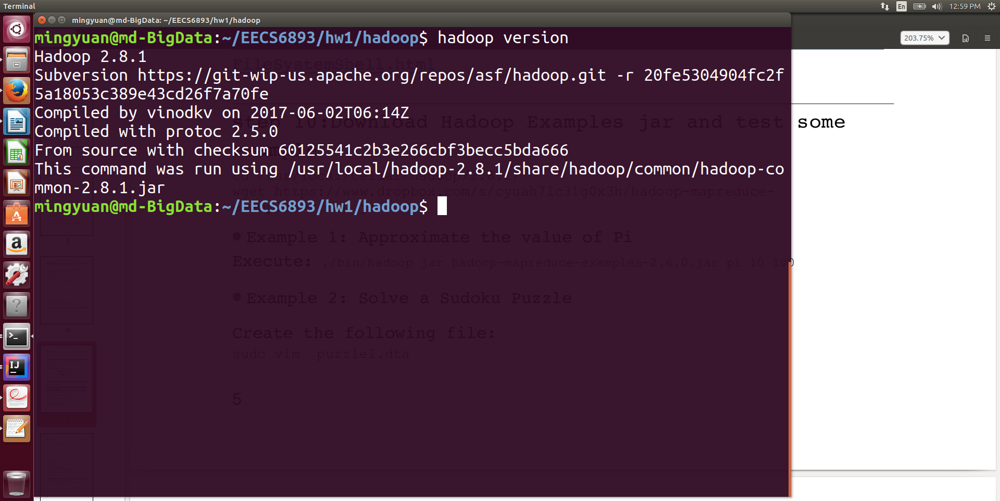 Terminal
En
12:59 PM
mingyuan@md-BigData: ~/EECS6893/hw1/hadoop
203.75%
mingyuan@md-BigData:~/EECS6893/hw1/hadoop$ hadoop version
Hadoop 2.8.1
Subversion https://git-wip-us.apache.org/repos/asf/hadoop.git -r 20fe5304904fc2f
5a18053c389e43cd26f7a70fe
Compiled by vinodkv on 2017-06-02T06:14Z
Compiled with protoc 2.5.0
From source with checksum 60125541c2b3e266cbf3becc5bda666
This command was run using /usr/local/hadoop-2.8.1/share/hadoop/common/hadoop-co
mmon-2.8.1.jar
mingyuan@md-BigData:~/EECS6893/hw1/hadoop$
FileSystemShell.html
step 10:Download Hadoop Examples jar and test some
cd /usr/local/Cellar/hadoop/2.8.1/
wget https://www.dropbox.com/s/cyuah7lc31g0x3h/hadoop-mapreduce-
Example 1: Approximate the value of Pi
Execute: ./bin/hadoop jar hadoop-mapreduce-examples-2.6.0.jar pi 10 100
Example 2: Solve a Sudoku Puzzle
Create the following file:
sudo vim puzzle1.dta
5
3
4
IJ